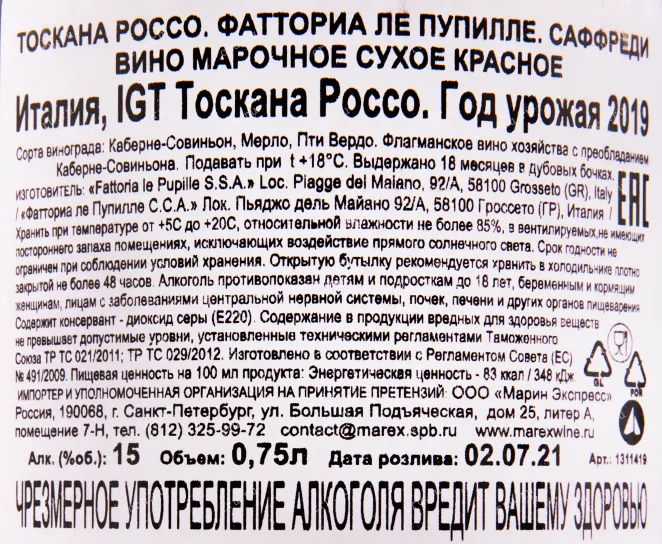 ТОСКАНА РОССО. ФАТТОРИА ЛЕ ПУПИЛЛЕ. САФФРЕДИ
ВИНО МАРОЧНОЕ СУХОЕ КРАСНОЕ
Италия, IGT Тоскана Россо. Год урожая 2019
Сорта винограда: Каберне-Совиньон, Мерло, Пти Вердо. Флагманское вино хозяйства с преобладанием
Каберне-Совиньона. Подавать при t +18°C. Выдержано 18 месяцев в дубовых бочках.
ИЗГОТОВИТЕЛЬ: «Fattoria le Pupille S.S.A.» Loc. Piagge del Maiano, 92/A, 58100 Grosseto (GR), Italy
/ «Фатториа ле Пупилле С.С.А.» Лок. Пьяджо дель Майано 92/А, 58100 Гроссето (ГР), Италия /
Хранить при температуре от +5С до +20С, относительной влажности не более 85%, в вентилируемых,не имеющих
постороннего запаха помещениях, исключающих воздействие прямого солнечного света. Срок годности не
ограничен при соблюдении условий хранения. Открытую бутылку рекомендуется хранить в холодильнике плотно
закрытой не более 48 часов. Алкоголь противопоказан детям и подросткам до 18 лет, беременным и кормящим
женщинам, лицам с заболеваниями центральной нервной системы, почек, печени и других органов пищеварения
Содержит консервант - диоксид серы (Е220). Содержание в продукции вредных для здоровья веществ
не превышает допустимые уровни, установленные техническими регламентами Таможенного
Союза ТР ТС 021/2011; ТР ТС 029/2012. Изготовлено в соответствии с Регламентом Совета (ЕС)
№ 491/2009. Пищевая ценность на 100 мл продукта: Энергетическая ценность - 83 ккал / 348 кДж.
ИМПОРТЕР И УПОЛНОМОЧЕННАЯ ОРГАНИЗАЦИЯ НА ПРИНЯТИЕ ПРЕТЕНЗИЙ: ООО «Марин Экспресс»
Россия, 190068, г. Санкт-Петербург, ул. Большая Подъяческая, дом 25, литер А,
помещение 7-Н, тел. (812) 325-99-72 contact@marex.spb.ru www.marexwine.ru
Алк. (%об.): 15 Объем: 0,75л Дата розлива: 02.07.21 Арт.: 1311419
ЧРЕЗМЕРНОЕ УПОТРЕБЛЕНИЕ АЛКОГОЛЯ ВРЕДИТ ВАШЕМУ ЗДОРОВЬЮ
EAC
GL
FOR